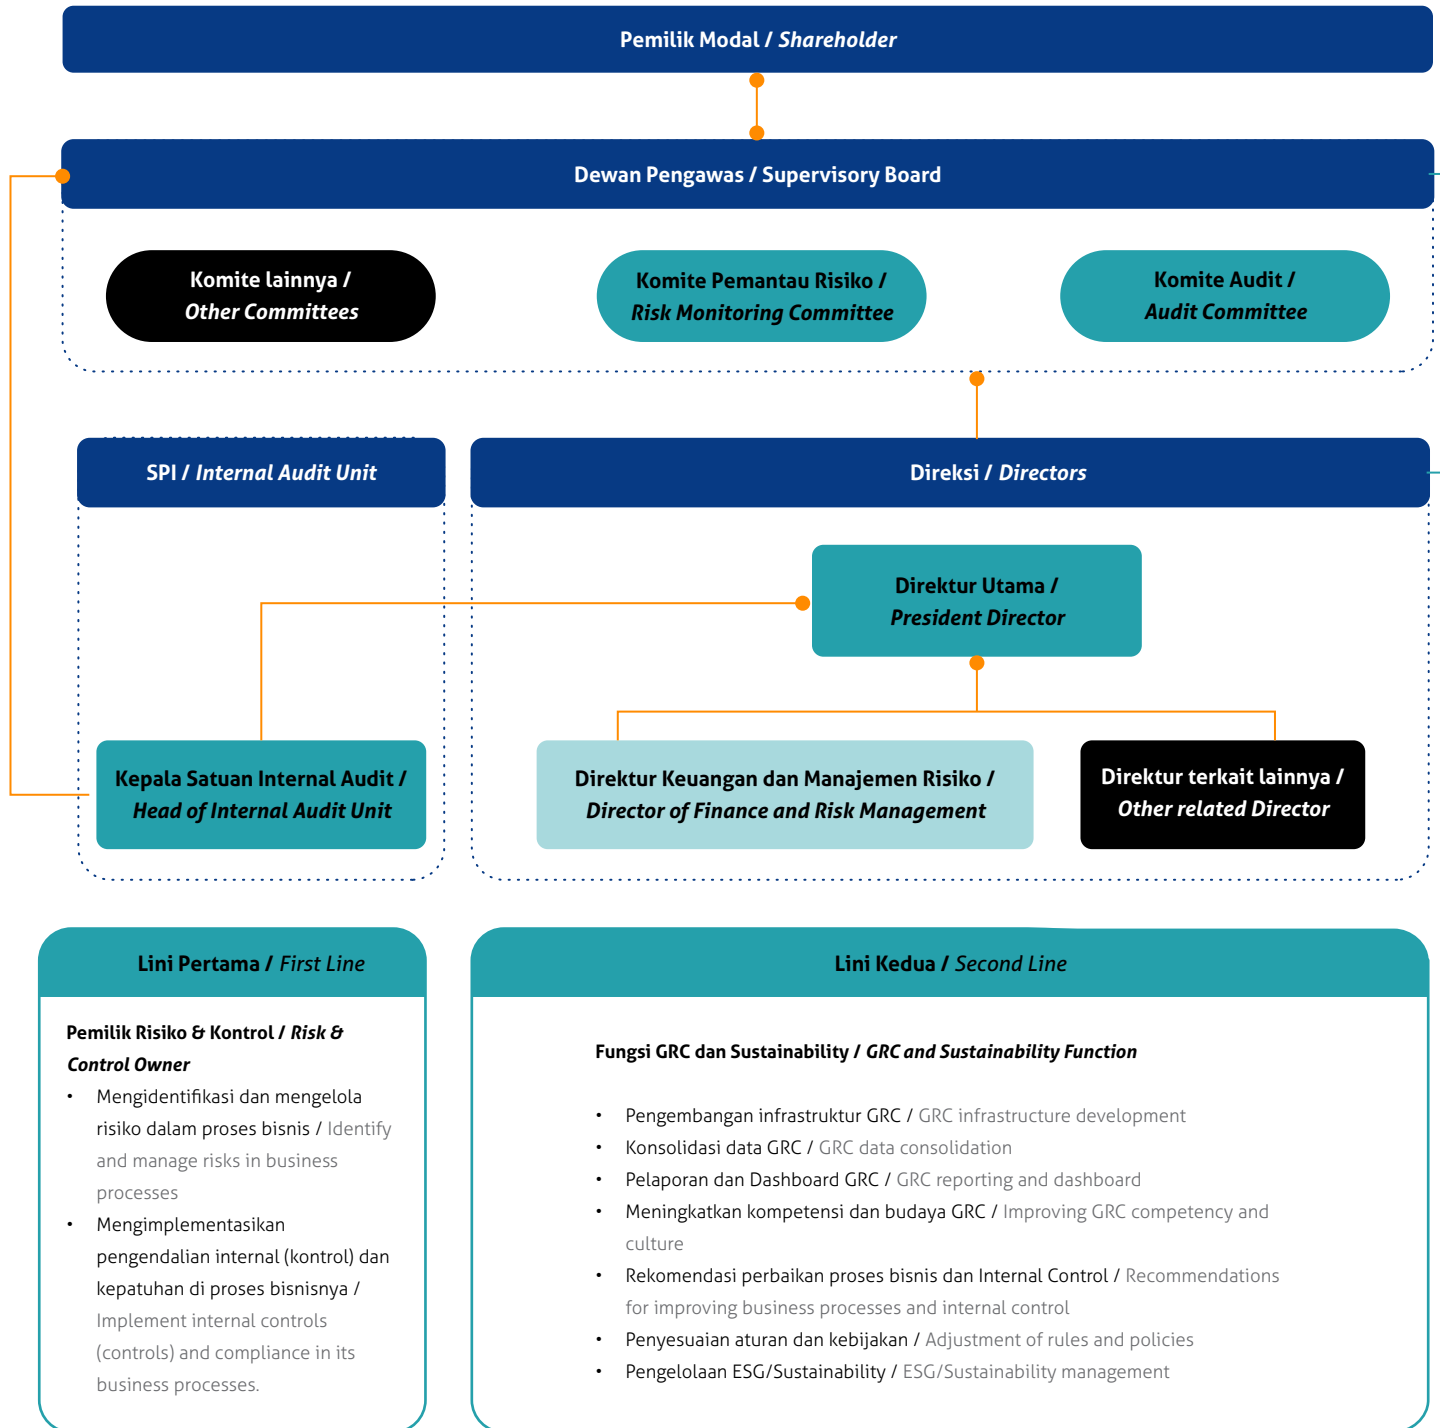 Pemilik Modal / Shareholder
Dewan Pengawas / Supervisory Board
Komite lainnya /
Other Committees
Komite Pemantau Risiko /
Risk Monitoring Committee
Komite Audit /
Audit Committee
SPI / Internal Audit Unit
Direksi / Directors
Direktur Utama /
President Director
Kepala Satuan Internal Audit /
Head of Internal Audit Unit
Direktur Keuangan dan Manajemen Risiko /
Director of Finance and Risk Management
Direktur terkait lainnya /
Other related Director
Lini Pertama / First Line
Pemilik Risiko & Kontrol / Risk &
Control Owner
• Mengidentifikasi dan mengelola
risiko dalam proses bisnis / Identify
and manage risks in business
processes
• Mengimplementasikan
pengendalian internal (kontrol) dan
kepatuhan di proses bisnisnya /
Implement internal controls
(controls) and compliance in its
business processes.
Lini Kedua / Second Line
Fungsi GRC dan Sustainability / GRC and Sustainability Function
• Pengembangan infrastruktur GRC / GRC infrastructure development
• Konsolidasi data GRC / GRC data consolidation
• Pelaporan dan Dashboard GRC / GRC reporting and dashboard
• Meningkatkan kompetensi dan budaya GRC / Improving GRC competency and
culture
• Rekomendasi perbaikan proses bisnis dan Internal Control / Recommendations
for improving business processes and internal control
• Penyesuaian aturan dan kebijakan / Adjustment of rules and policies
• Pengelolaan ESG/Sustainability / ESG/Sustainability management